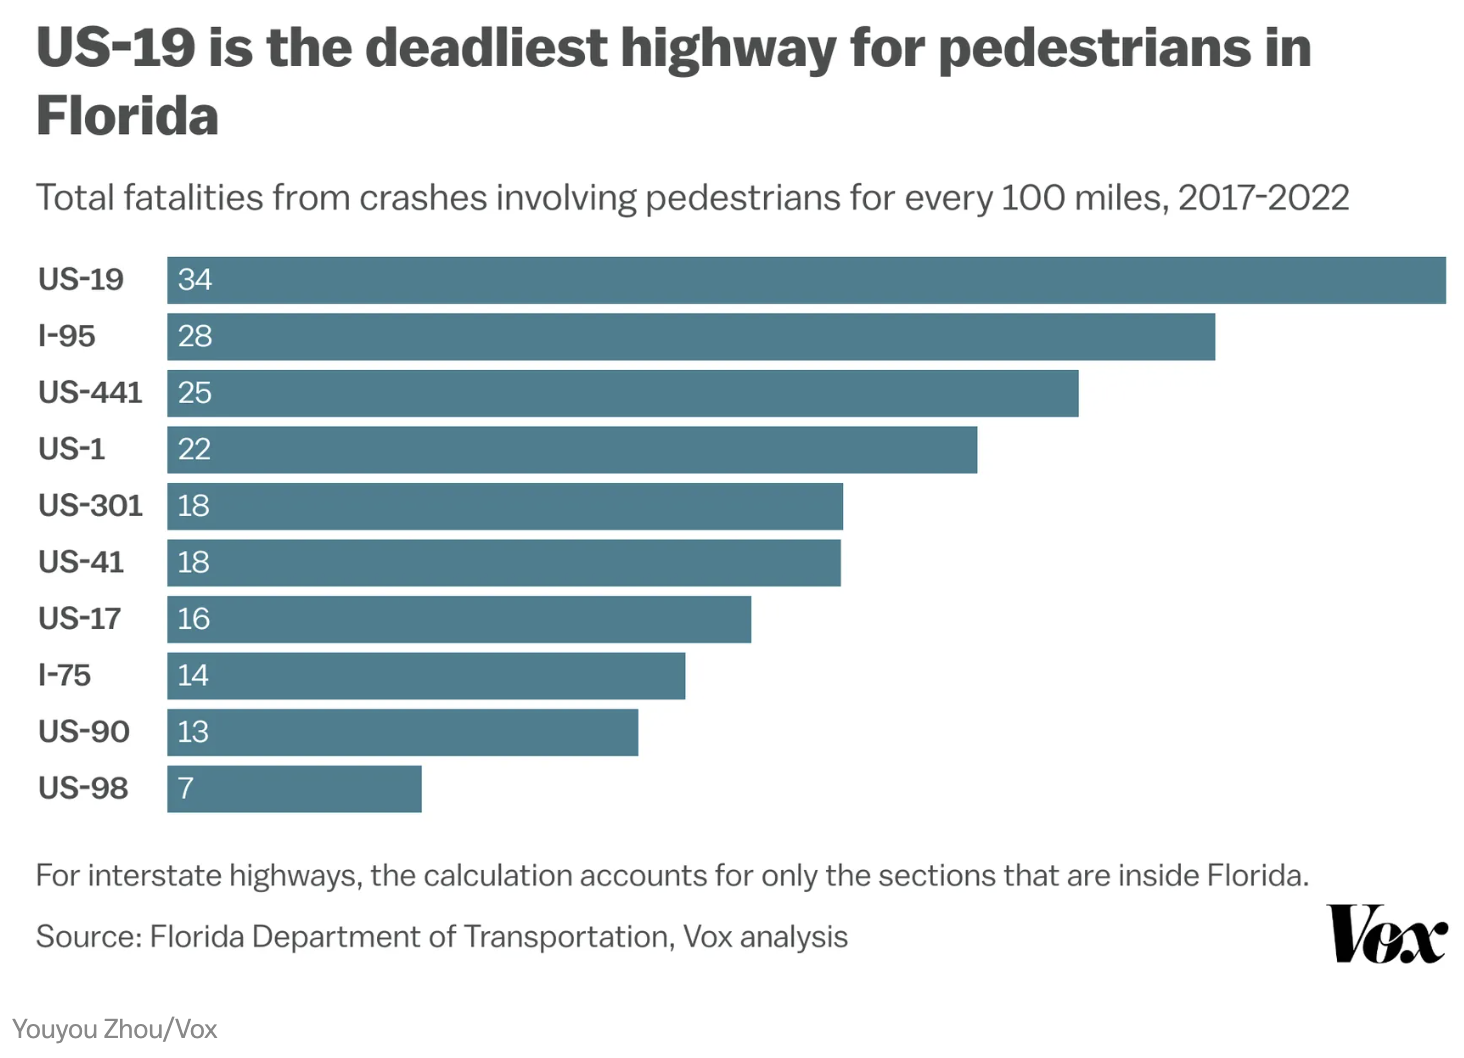 US-19 is the deadliest highway for pedestrians in
Florida
Total fatalities from crashes involving pedestrians for every 100 miles, 2017-2022
US-19 34
I-95 28
US-441 25
US-1 22
US-301 18
US-41 18
US-17 16
I-75 14
US-90 13
US-98 7
For interstate highways, the calculation accounts for only the sections that are inside Florida.
Source: Florida Department of Transportation, Vox analysis
Vox
Youyou Zhou/Vox